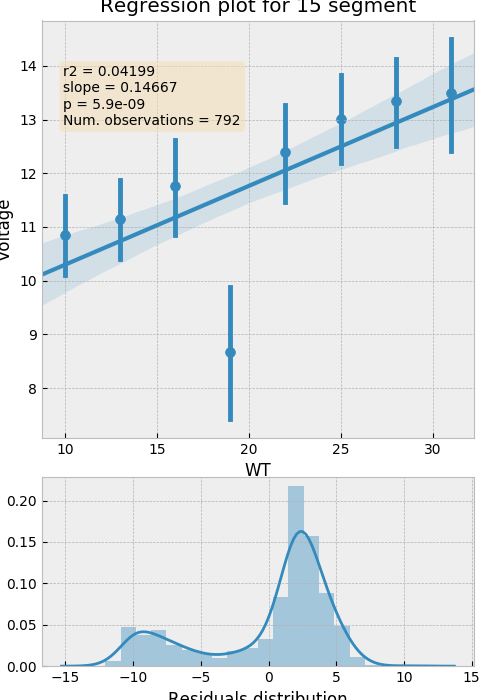 Regression plot for 15 segment
r2 = 0.04199
slope = 0.14667
p = 5.9e-09
Num. observations = 792
14
13
12
11
10
9
8
Voltage
10 15 20 25 30
WT
0.20
0.15
0.10
0.05
0.00
−15 −10 −5 0 5 10 15
Residuals distribution